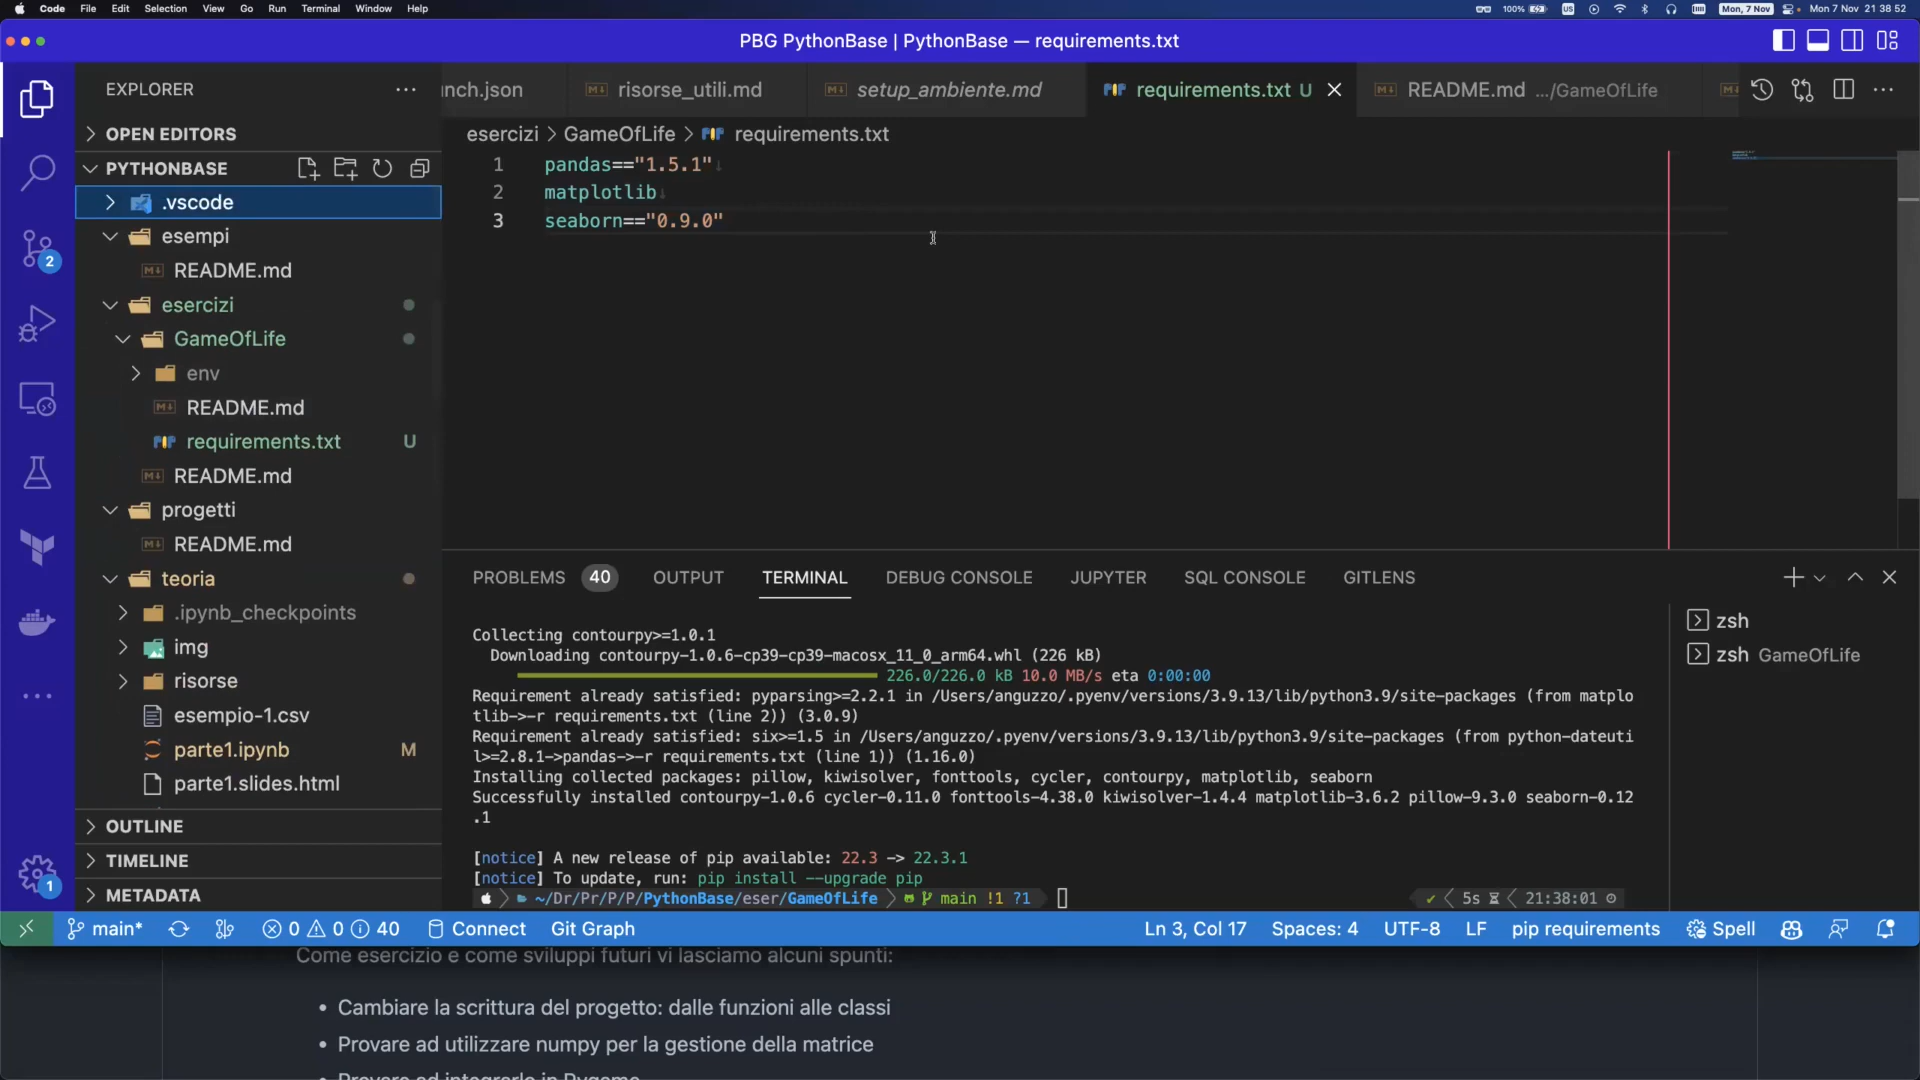 Code File Edit Selection View Go Run Terminal Window Help
100% US Mon, 7 Nov Mon 7 Nov 21 38 52
PBG PythonBase | PythonBase — requirements.txt
EXPLORER
nch.json risorse_utili.md setup_ambiente.md requirements.txt U README.md .../GameOfLife
OPEN EDITORS
esercizi > GameOfLife > requirements.txt
PYTHONBASE
1 pandas=="1.5.1"
2 matplotlib
3 seaborn=="0.9.0"
.vscode
esempi
README.md
esercizi
GameOfLife
env
README.md
requirements.txt U
README.md
progetti
README.md
teoria
.ipynb_checkpoints
img
risorse
esempio-1.csv
parte1.ipynb M
parte1.slides.html
OUTLINE
TIMELINE
METADATA
2
1
PROBLEMS 40 OUTPUT TERMINAL DEBUG CONSOLE JUPYTER SQL CONSOLE GITLENS
Collecting contourpy>=1.0.1
Downloading contourpy-1.0.6-cp39-cp39-macosx_11_0_arm64.whl (226 kB)
226.0/226.0 kB 10.0 MB/s eta 0:00:00
Requirement already satisfied: pyparsing>=2.2.1 in /Users/anguzzo/.pyenv/versions/3.9.13/lib/python3.9/site-packages (from matplo
tlib->-r requirements.txt (line 2)) (3.0.9)
Requirement already satisfied: six>=1.5 in /Users/anguzzo/.pyenv/versions/3.9.13/lib/python3.9/site-packages (from python-dateuti
l>=2.8.1->pandas->-r requirements.txt (line 1)) (1.16.0)
Installing collected packages: pillow, kiwisolver, fonttools, cycler, contourpy, matplotlib, seaborn
Successfully installed contourpy-1.0.6 cycler-0.11.0 fonttools-4.38.0 kiwisolver-1.4.4 matplotlib-3.6.2 pillow-9.3.0 seaborn-0.12
.1
[notice] A new release of pip available: 22.3 -> 22.3.1
[notice] To update, run: pip install --upgrade pip
~/Dr/Pr/P/P/PythonBase/eser/GameOfLife main !1 ?1 5s 21:38:01
zsh
zsh GameOfLife
main* 0 0 40 Connect Git Graph Ln 3, Col 17 Spaces: 4 UTF-8 LF pip requirements Spell
Come esercizio e come sviluppi futuri vi lasciamo alcuni spunti:
• Cambiare la scrittura del progetto: dalle funzioni alle classi
• Provare ad utilizzare numpy per la gestione della matrice
• Provare ad integrarlo in Pygame